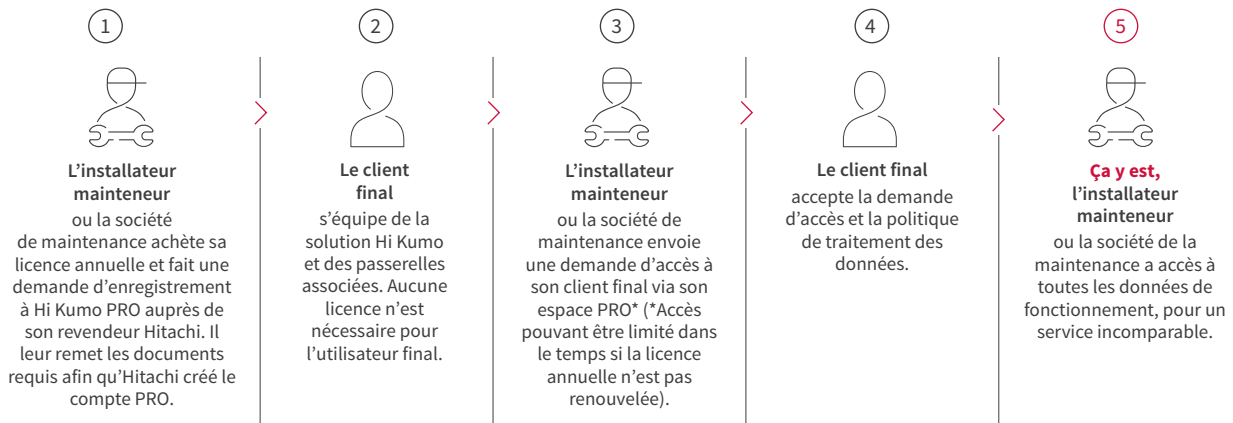 1
L'installateur
mainteneur
ou la société
de maintenance achète sa
licence annuelle et fait une
demande d'enregistrement
à Hi Kumo PRO auprès de
son revendeur Hitachi. Il
leur remet les documents
requis afin qu'Hitachi créé le
compte PRO.
2
Le client
final
s'équipe de la
solution Hi Kumo
et des passerelles
associées. Aucune
licence n'est
nécessaire pour
l'utilisateur final.
3
L'installateur
mainteneur
ou la société de
maintenance envoie
une demande d'accès à
son client final via son
espace PRO* (*Accès
pouvant être limité dans
le temps si la licence
annuelle n'est pas
renouvelée).
4
Le client final
accepte la demande
d'accès et la politique
de traitement des
données.
5
Ça y est,
l'installateur
mainteneur
ou la société de la
maintenance a accès à
toutes les données de
fonctionnement, pour un
service incomparable.